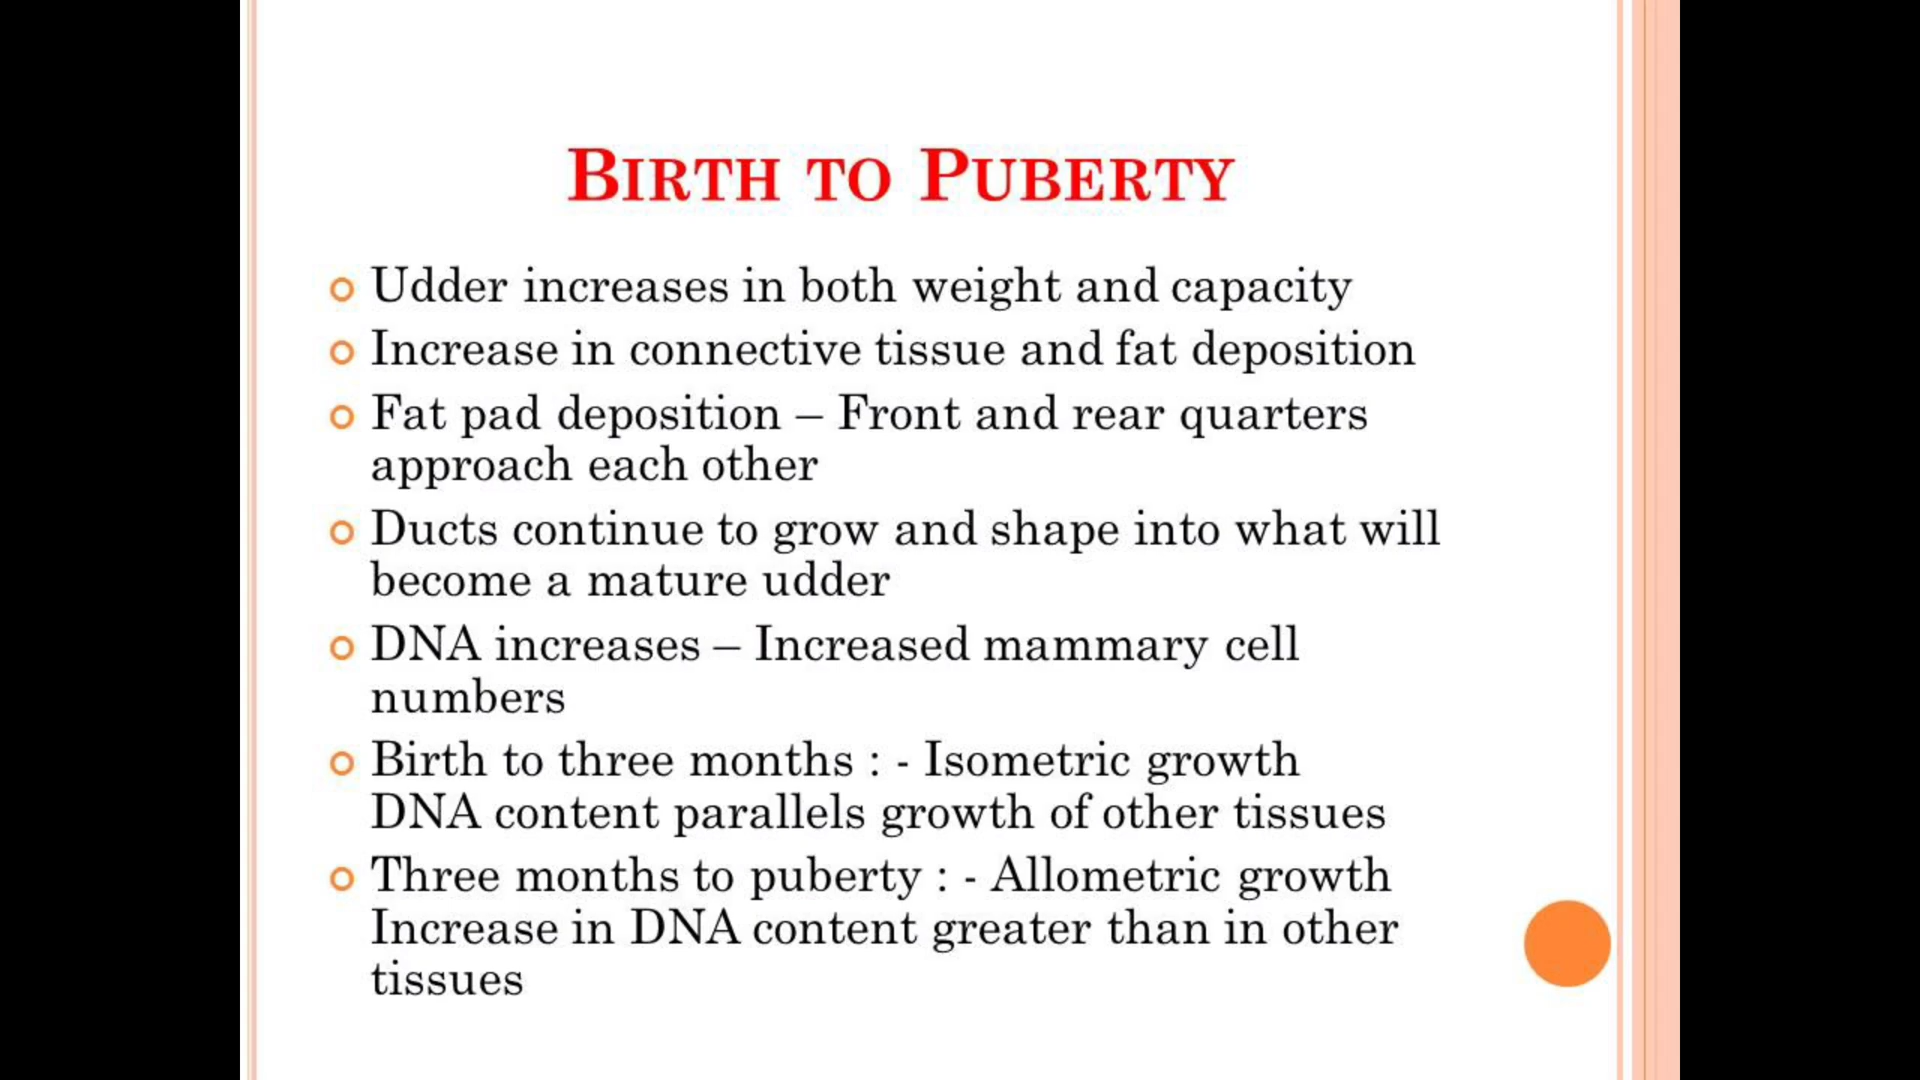 BIRTH TO PUBERTY
Udder increases in both weight and capacity
Increase in connective tissue and fat deposition
Fat pad deposition – Front and rear quarters
approach each other
Ducts continue to grow and shape into what will
become a mature udder
DNA increases – Increased mammary cell
numbers
Birth to three months : - Isometric growth
DNA content parallels growth of other tissues
Three months to puberty : - Allometric growth
Increase in DNA content greater than in other
tissues